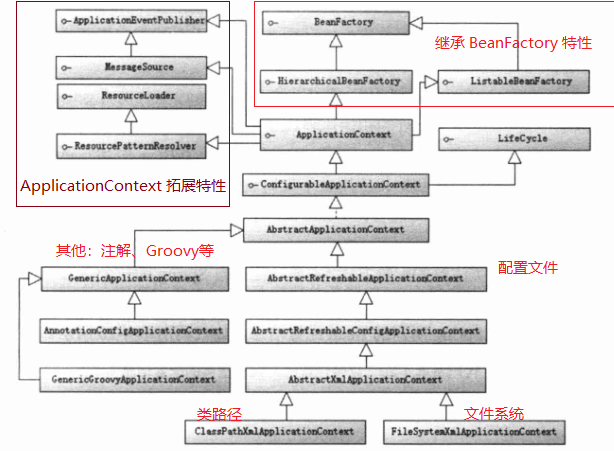 ApplicationEventPublisher
BeanFactory
继承 BeanFactory 特性
MessageSource
HierarchicalBeanFactory
ListableBeanFactory
ResourceLoader
ApplicationContext
LifeCycle
ResourcePatternResolver
ApplicationContext 拓展特性
ConfigurableApplicationContext
AbstractApplicationContext
其他：注解、Groovy等
配置文件
GenericApplicationContext
AbstractRefreshableApplicationContext
AnnotationConfigApplicationContext
AbstractRefreshableConfigApplicationContext
GenericGroovyApplicationContext
AbstractXmlApplicationContext
类路径
文件系统
ClassPathXmlApplicationContext
FileSystemXmlApplicationContext